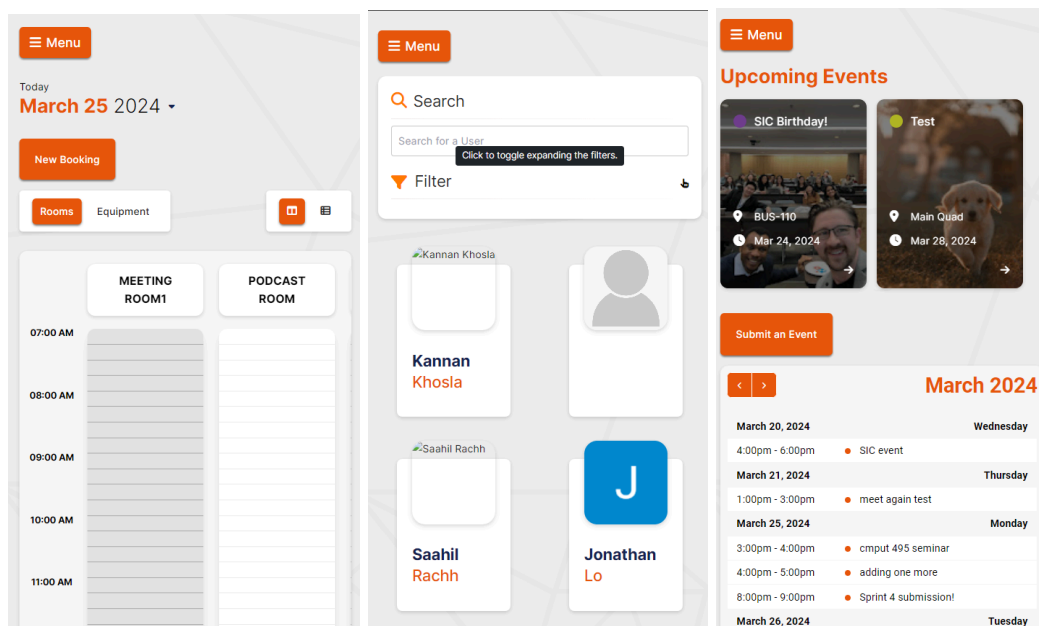 Menu
Today
March 25 2024
New Booking
Rooms Equipment
MEETING
ROOM1
PODCAST
ROOM
07:00 AM
08:00 AM
09:00 AM
10:00 AM
11:00 AM
Menu
Search
Search for a User
Click to toggle expanding the filters.
Filter
Kannan Khosla
Kannan
Khosla
Saahil Rachh
Saahil
Rachh
J
Jonathan
Lo
Menu
Upcoming Events
SIC Birthday!
BUS-110
Mar 24, 2024
Test
Main Quad
Mar 28, 2024
Submit an Event
March 2024
March 20, 2024 Wednesday
4:00pm - 6:00pm SIC event
March 21, 2024 Thursday
1:00pm - 3:00pm meet again test
March 25, 2024 Monday
3:00pm - 4:00pm cmput 495 seminar
4:00pm - 5:00pm adding one more
8:00pm - 9:00pm Sprint 4 submission!
March 26, 2024 Tuesday